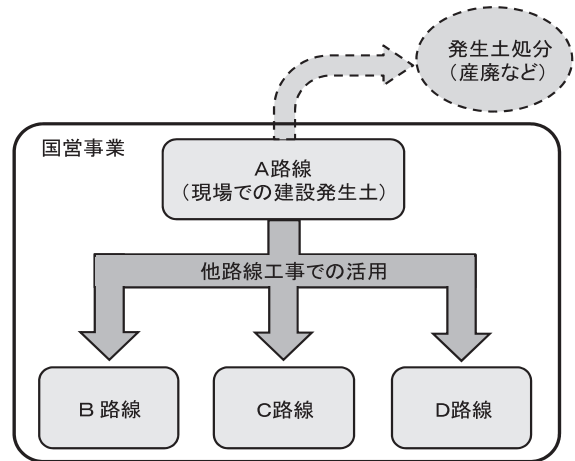 発生土処分
（産廃など）
国営事業
A路線
（現場での建設発生土）
他路線工事での活用
B 路線
C路線
D路線